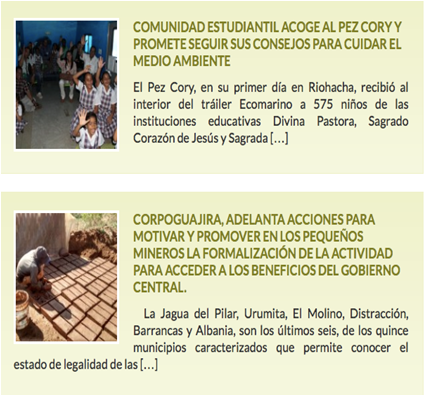 COMUNIDAD ESTUDIANTIL ACOGE AL PEZ CORY Y
PROMETE SEGUIR SUS CONSEJOS PARA CUIDAR EL
MEDIO AMBIENTE
El Pez Cory, en su primer día en Riohacha, recibió al
interior del tráiler Ecomarino a 575 niños de las
instituciones educativas Divina Pastora, Sagrado
Corazón de Jesús y Sagrada [...]
CORPOGUAJIRA, ADELANTA ACCIONES PARA
MOTIVAR Y PROMOVER EN LOS PEQUEÑOS
MINEROS LA FORMALIZACIÓN DE LA ACTIVIDAD
PARA ACCEDER A LOS BENEFICIOS DEL GOBIERNO
CENTRAL.
La Jagua del Pilar, Urumita, El Molino, Distracción,
Barrancas y Albania, son los últimos seis, de los quince
municipios caracterizados que permite conocer el
estado de legalidad de las [...]